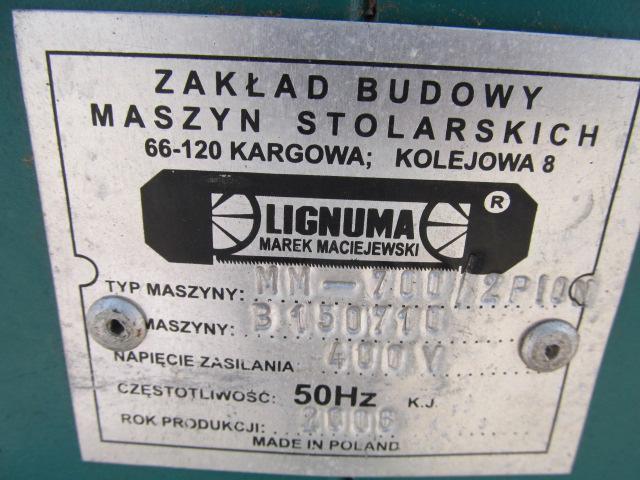 ZAKŁAD BUDOWY
MASZYN STOLARSKICH
66-120 KARGOWA; KOLEJOWA 8
LIGNUMA ®
MAREK MACIEJEWSKI
TYP MASZYNY: MM-700/2PION
MASZYNY: B150710
NAPIĘCIE ZASILANIA: 400V
CZĘSTOTLIWOŚĆ: 50Hz K.J.
ROK PRODUKCJI: 2006
MADE IN POLAND